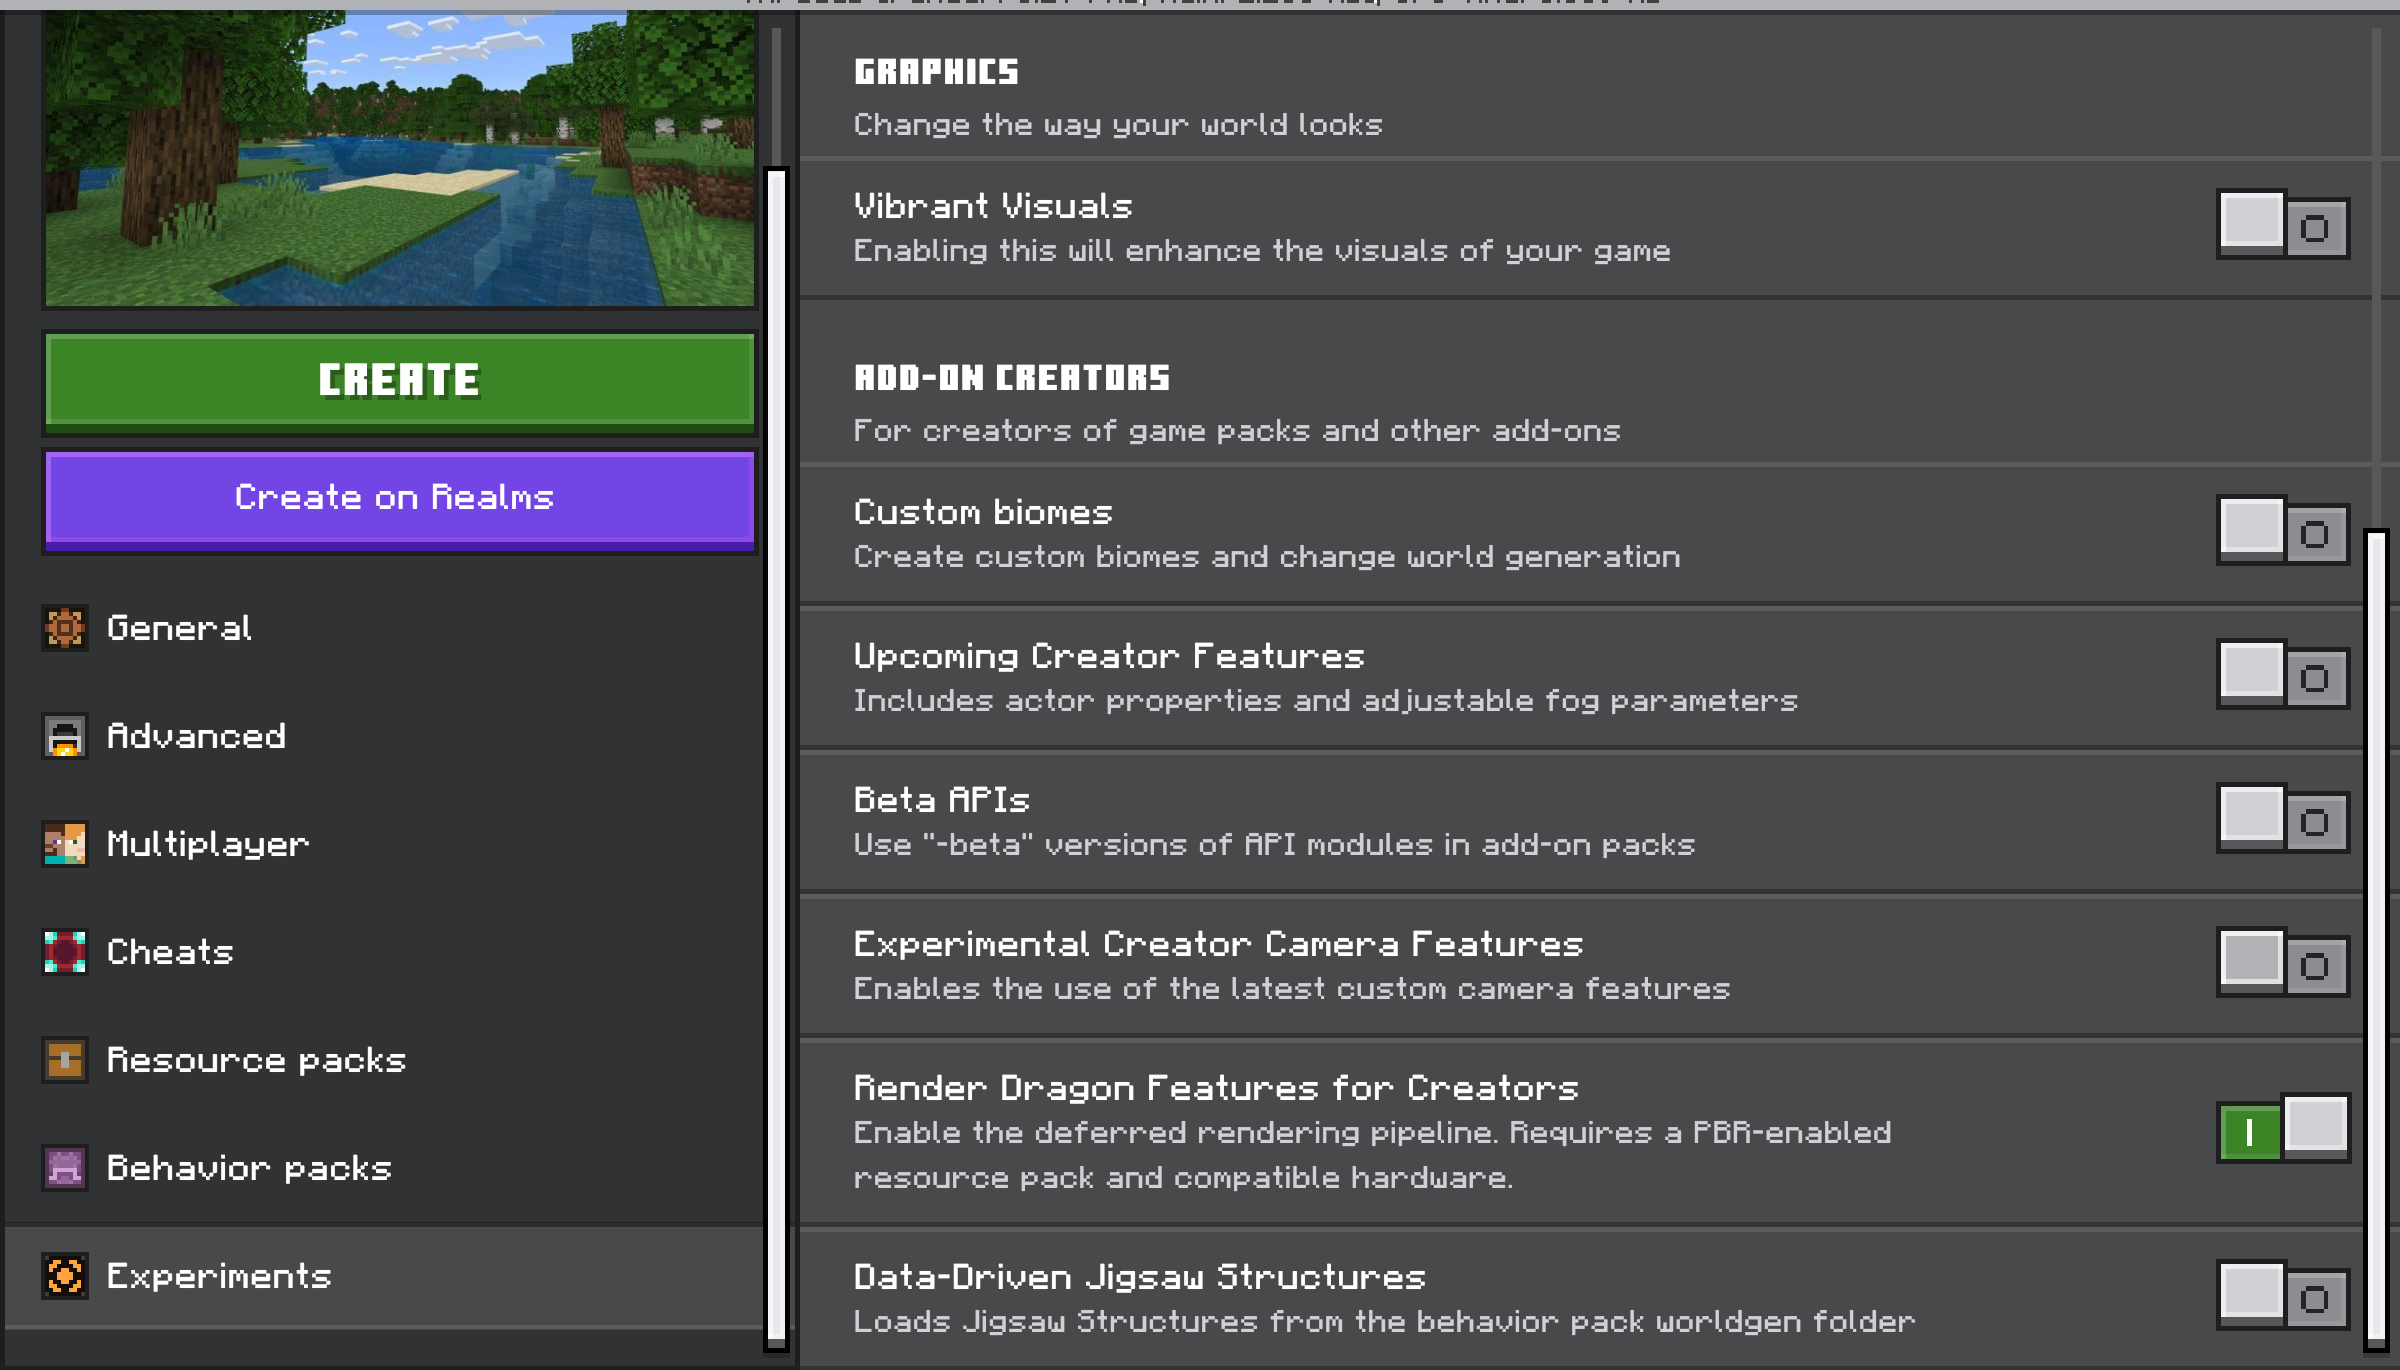 CREATE
Create on Realms
General
Advanced
Multiplayer
Cheats
Resource packs
Behavior packs
Experiments
GRAPHICS
Change the way your world looks
Vibrant Visuals
Enabling this will enhance the visuals of your game
ADD-ON CREATORS
For creators of game packs and other add-ons
Custom biomes
Create custom biomes and change world generation
Upcoming Creator Features
Includes actor properties and adjustable fog parameters
Beta APIs
Use "-beta" versions of API modules in add-on packs
Experimental Creator Camera Features
Enables the use of the latest custom camera features
Render Dragon Features for Creators
Enable the deferred rendering pipeline. Requires a PBR-enabled
resource pack and compatible hardware.
Data-Driven Jigsaw Structures
Loads Jigsaw Structures from the behavior pack worldgen folder